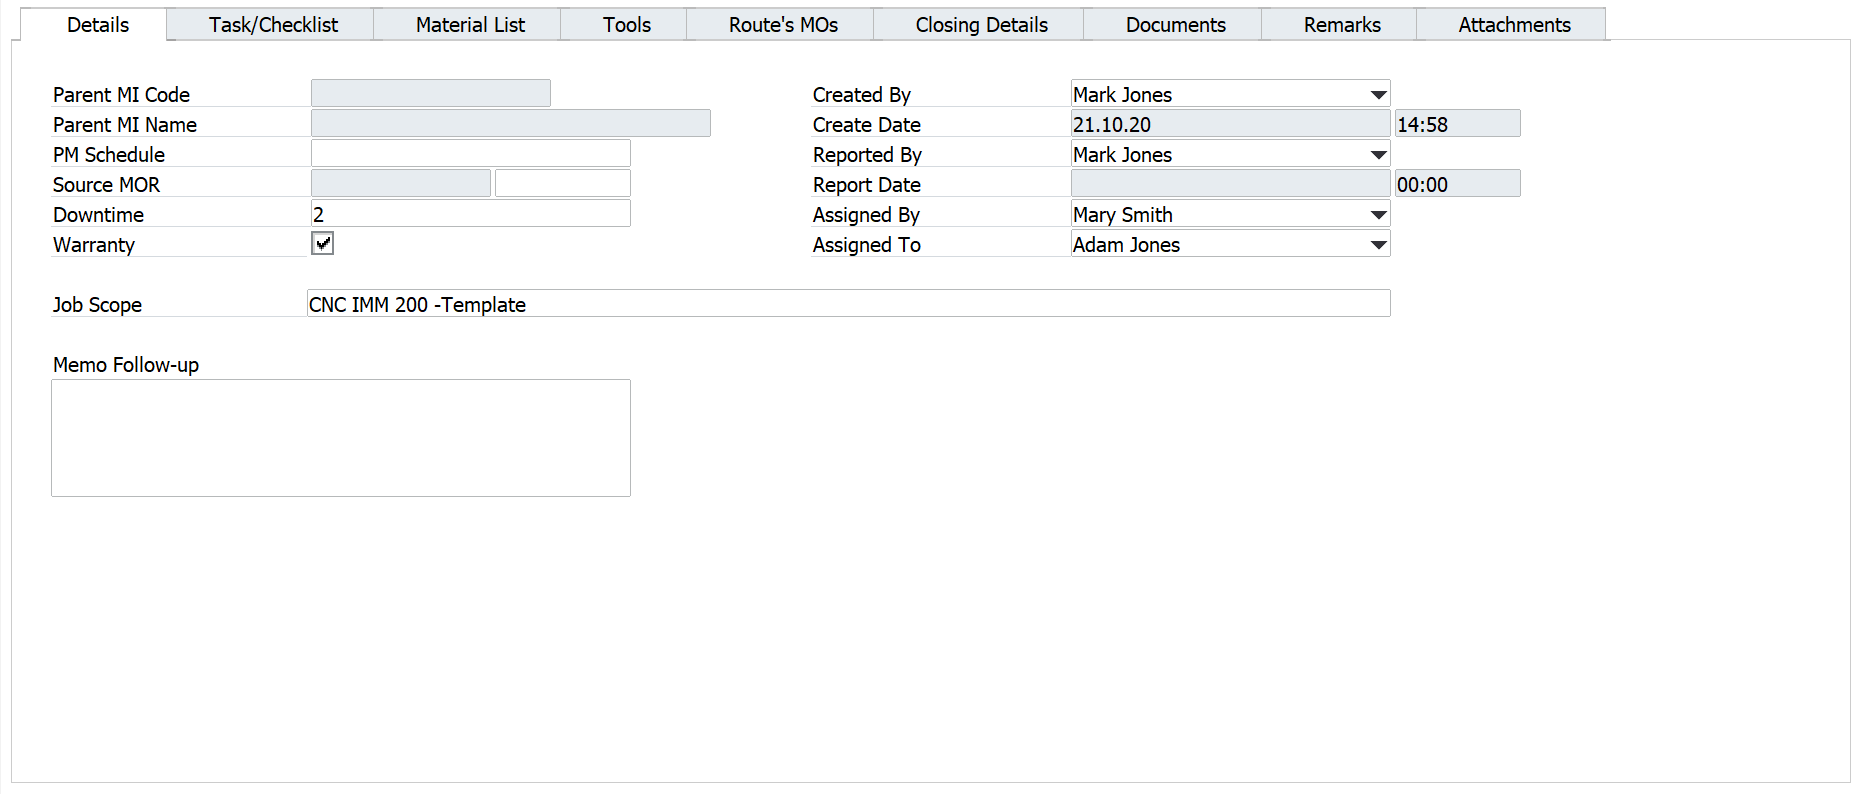 Details Task/Checklist Material List Tools Route's MOs Closing Details Documents Remarks Attachments
Parent MI Code
Parent MI Name
PM Schedule
Source MOR
Downtime 2
Warranty
Created By Mark Jones
Create Date 21.10.20 14:58
Reported By Mark Jones
Report Date 00:00
Assigned By Mary Smith
Assigned To Adam Jones
Job Scope CNC IMM 200 -Template
Memo Follow-up